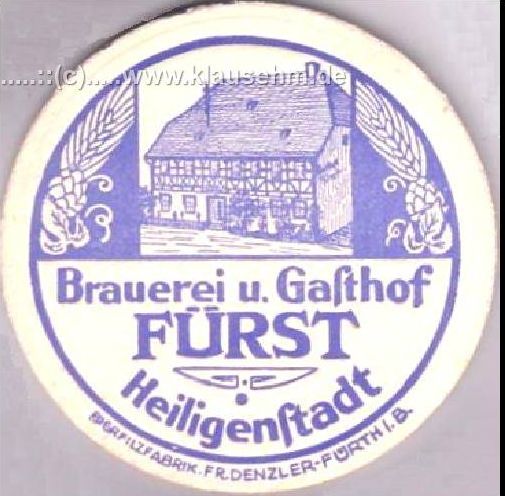 .....::(c).....www.klausehm.de
Brauerei u. Gaſthof
FÜRST
Heiligenſtadt
BIERFILZFABRIK. FR. DENZLER-FÜRTH I. B.